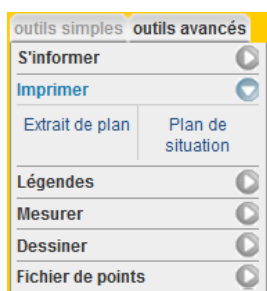 outils simples outils avancés
S'informer
Imprimer
Extrait de plan
Plan de
situation
Légendes
Mesurer
Dessiner
Fichier de points